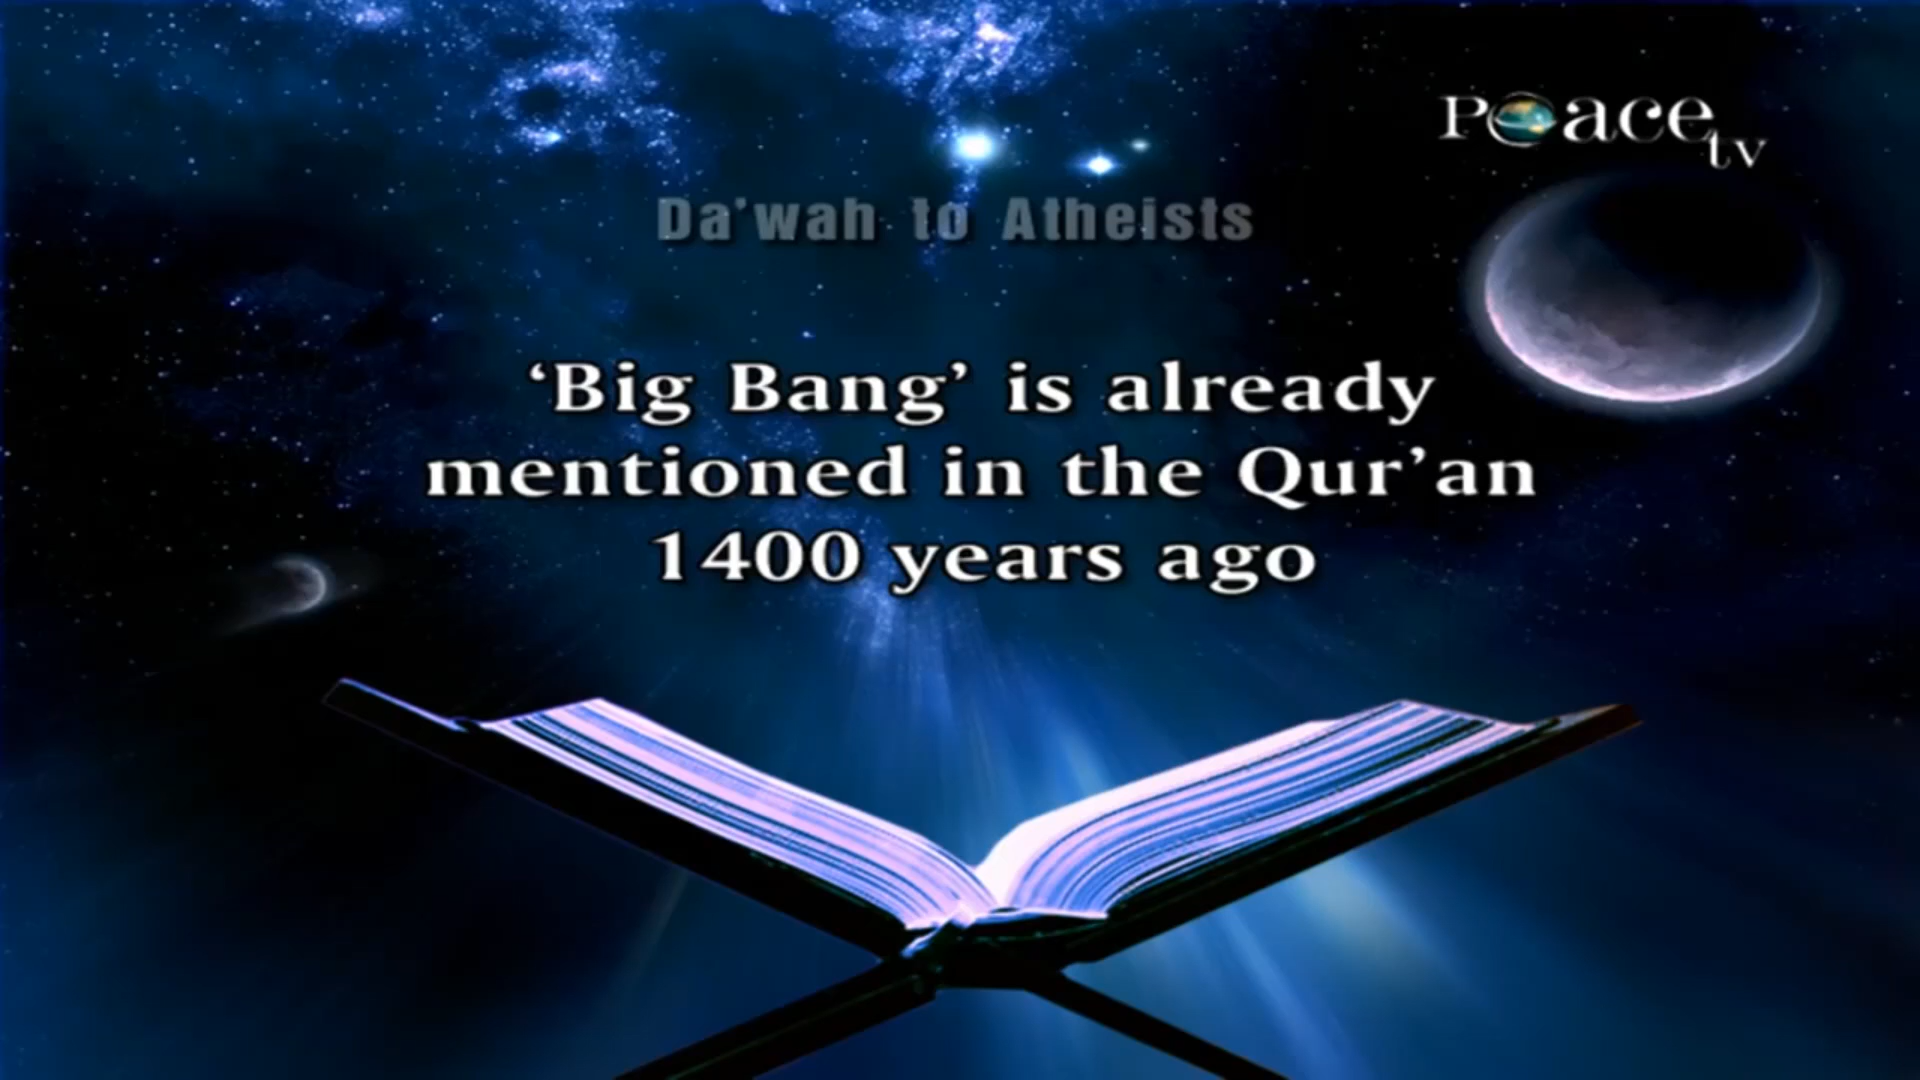 Peace tv
Da'wah to Atheists
‘Big Bang’ is already
mentioned in the Qur’an
1400 years ago